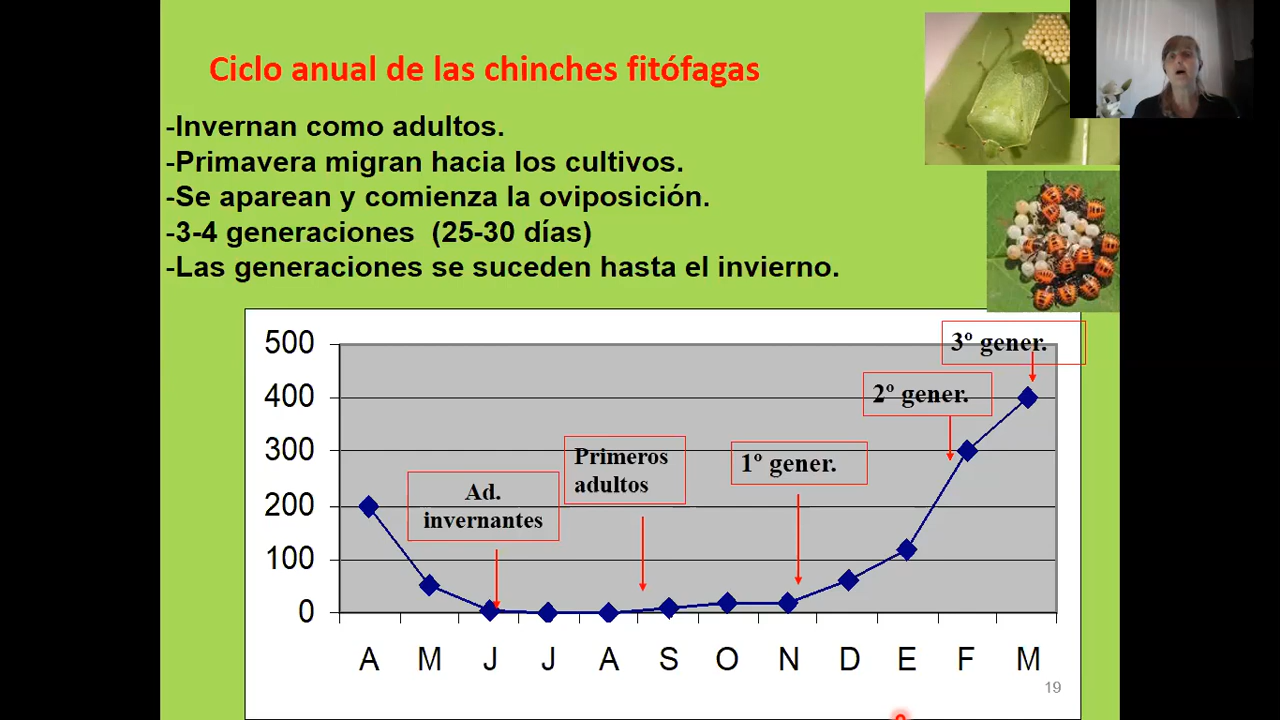 Ciclo anual de las chinches fitófagas
-Invernan como adultos.
-Primavera migran hacia los cultivos.
-Se aparean y comienza la oviposición.
-3-4 generaciones (25-30 días)
-Las generaciones se suceden hasta el invierno.
500
400
300
200
100
0
3º gener.
2º gener.
1º gener.
Primeros
adultos
Ad.
invernantes
A M J J A S O N D E F M
19